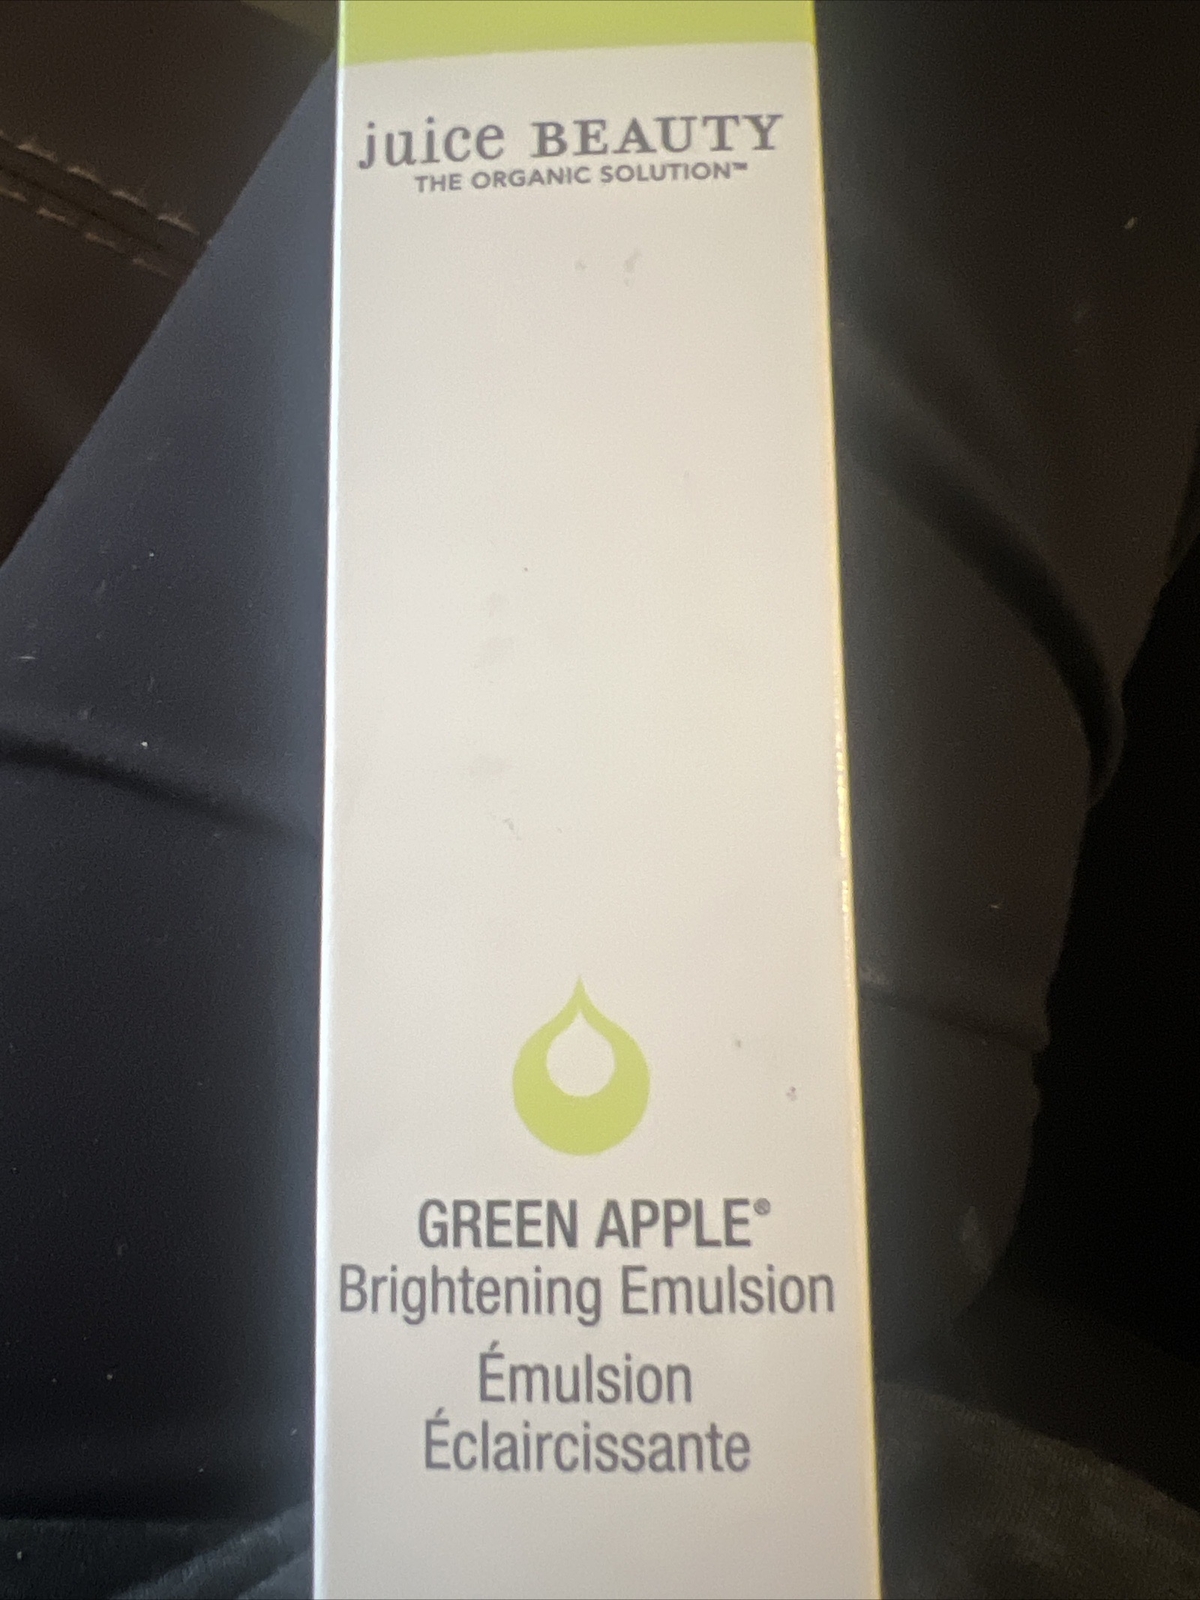 juice BEAUTY
THE ORGANIC SOLUTION™
GREEN APPLE®
Brightening Emulsion
Émulsion
Éclaircissante